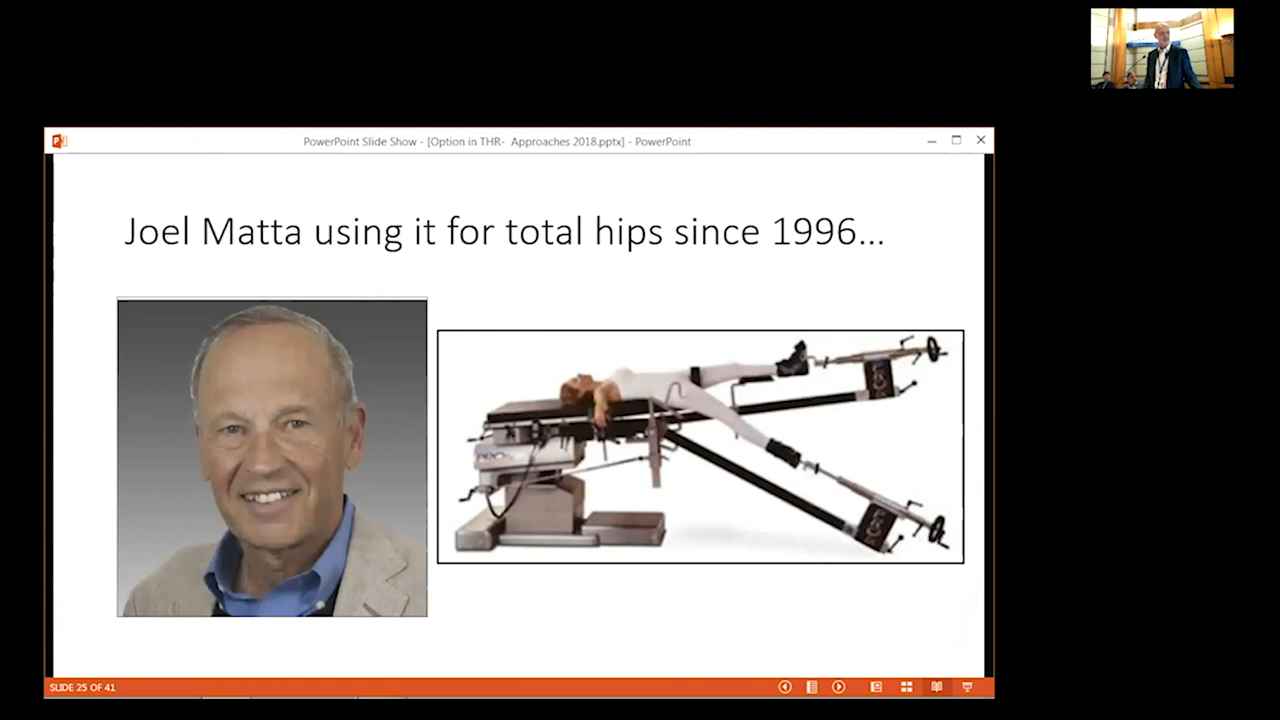 PowerPoint Slide Show - [Option in THR- Approaches 2018.pptx] - PowerPoint
Joel Matta using it for total hips since 1996...
SLIDE 25 OF 41